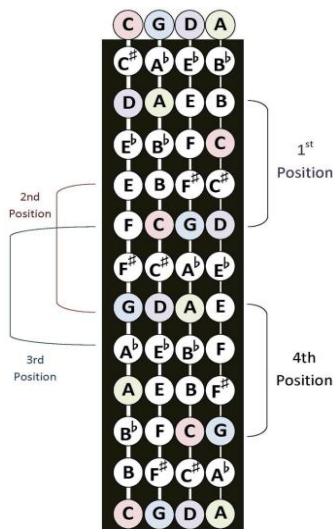 C G D A
C♯ A♭ E♭ B♭
D A E B
E♭ B♭ F C
1st
Position
E B F♯ C♯
2nd
Position
F C G D
F♯ C♯ A♭ E♭
G D A E
A♭ E♭ B♭ F
3rd
Position
4th
Position
A E B F♯
B♭ F C G
B F♯ C♯ A♭
C G D A